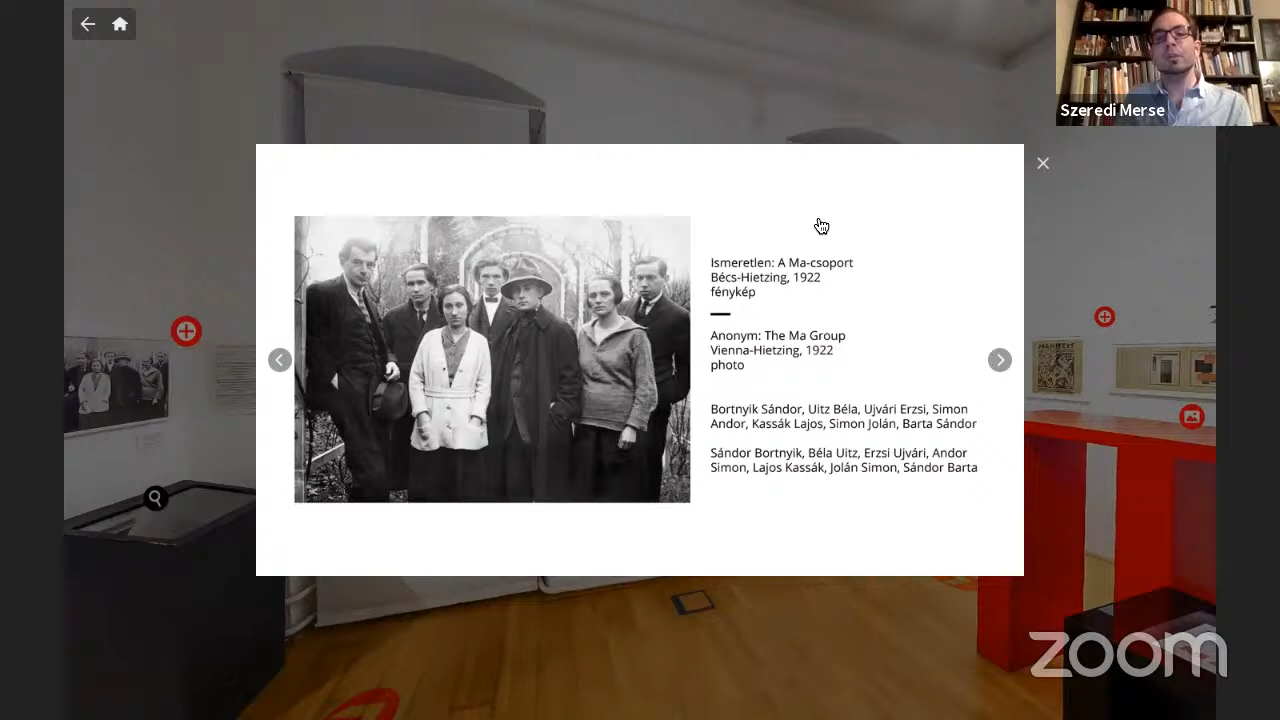 Szeredi Merse
Ismeretlen: A Ma-csoport
Bécs-Hietzing, 1922
fénykép
Anonym: The Ma Group
Vienna-Hietzing, 1922
photo
Bortnyik Sándor, Uitz Béla, Ujvári Erzsi, Simon
Andor, Kassák Lajos, Simon Jolán, Barta Sándor
Sándor Bortnyik, Béla Uitz, Erzsi Ujvári, Andor
Simon, Lajos Kassák, Jolán Simon, Sándor Barta
MANIFEST
zoom